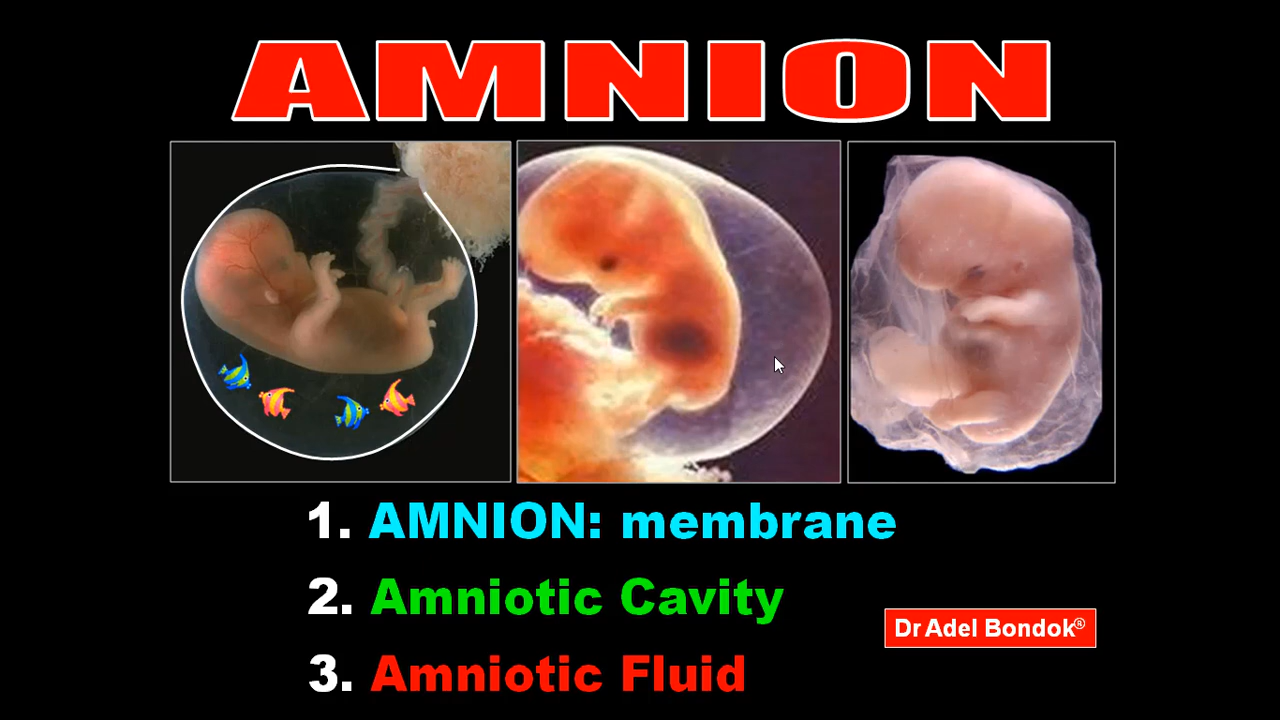 AMNION
1. AMNION: membrane
2. Amniotic Cavity
Dr Adel Bondok®
3. Amniotic Fluid